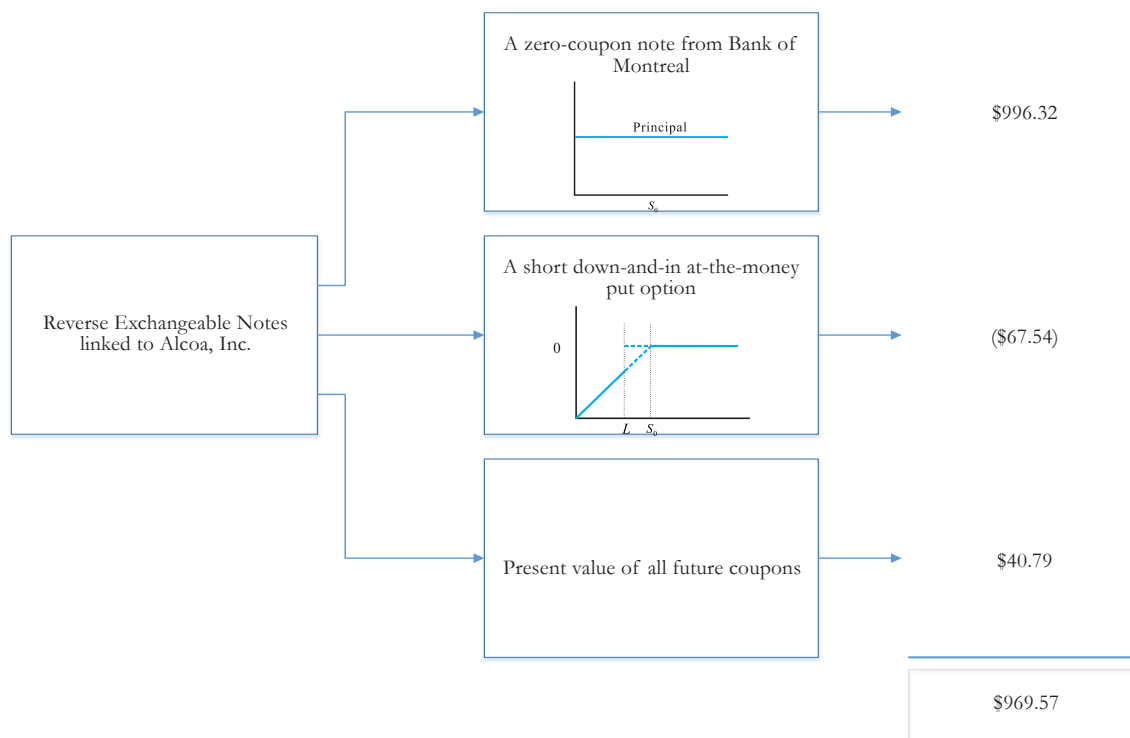 A zero-coupon note from Bank of
Montreal
Principal
S₀
$996.32
Reverse Exchangeable Notes
linked to Alcoa, Inc.
A short down-and-in at-the-money
put option
0
L S₀
($67.54)
Present value of all future coupons
$40.79
$969.57